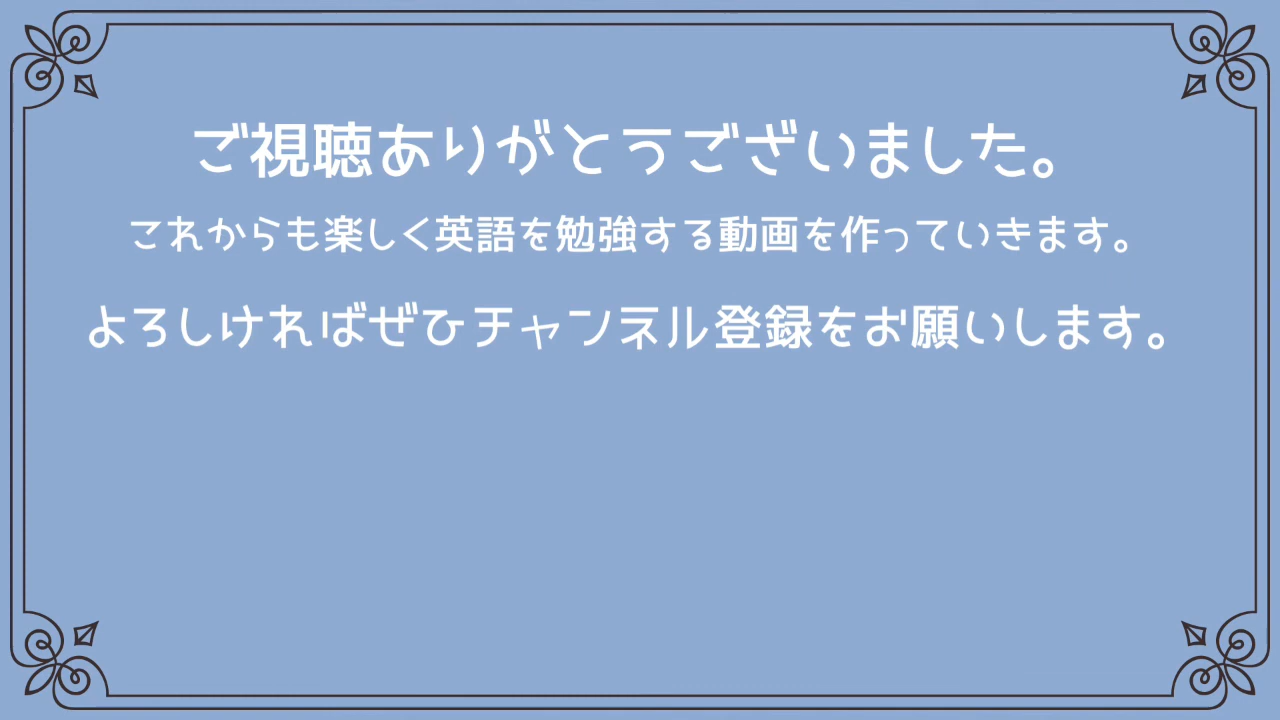 ご視聴ありがとうございました。
これからも楽しく英語を勉強する動画を作っていきます。
よろしければぜひチャンネル登録をお願いします。